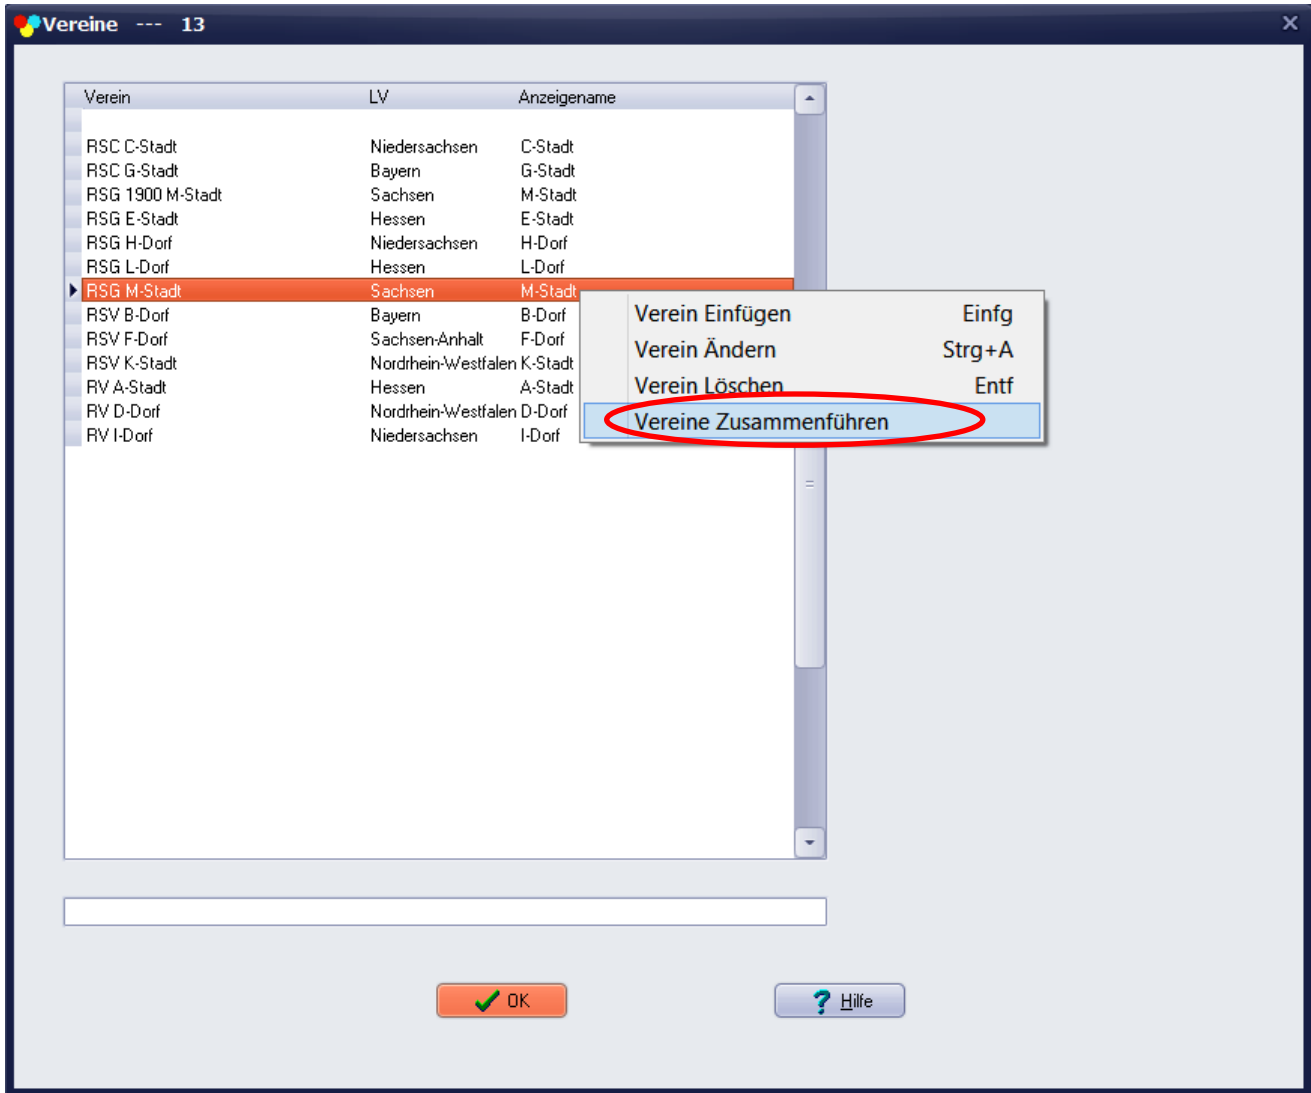 Vereine --- 13
Verein LV Anzeigename
RSC C-Stadt Niedersachsen C-Stadt
RSC G-Stadt Bayern G-Stadt
RSG 1900 M-Stadt Sachsen M-Stadt
RSG E-Stadt Hessen E-Stadt
RSG H-Dorf Niedersachsen H-Dorf
RSG L-Dorf Hessen L-Dorf
RSG M-Stadt Sachsen M-Stadt
RSV B-Dorf Bayern B-Dorf
RSV F-Dorf Sachsen-Anhalt F-Dorf
RSV K-Stadt Nordrhein-Westfalen K-Stadt
RV A-Stadt Hessen A-Stadt
RV D-Dorf Nordrhein-Westfalen D-Dorf
RV I-Dorf Niedersachsen I-Dorf
Verein Einfügen Einfg
Verein Ändern Strg+A
Verein Löschen Entf
Vereine Zusammenführen
OK
Hilfe